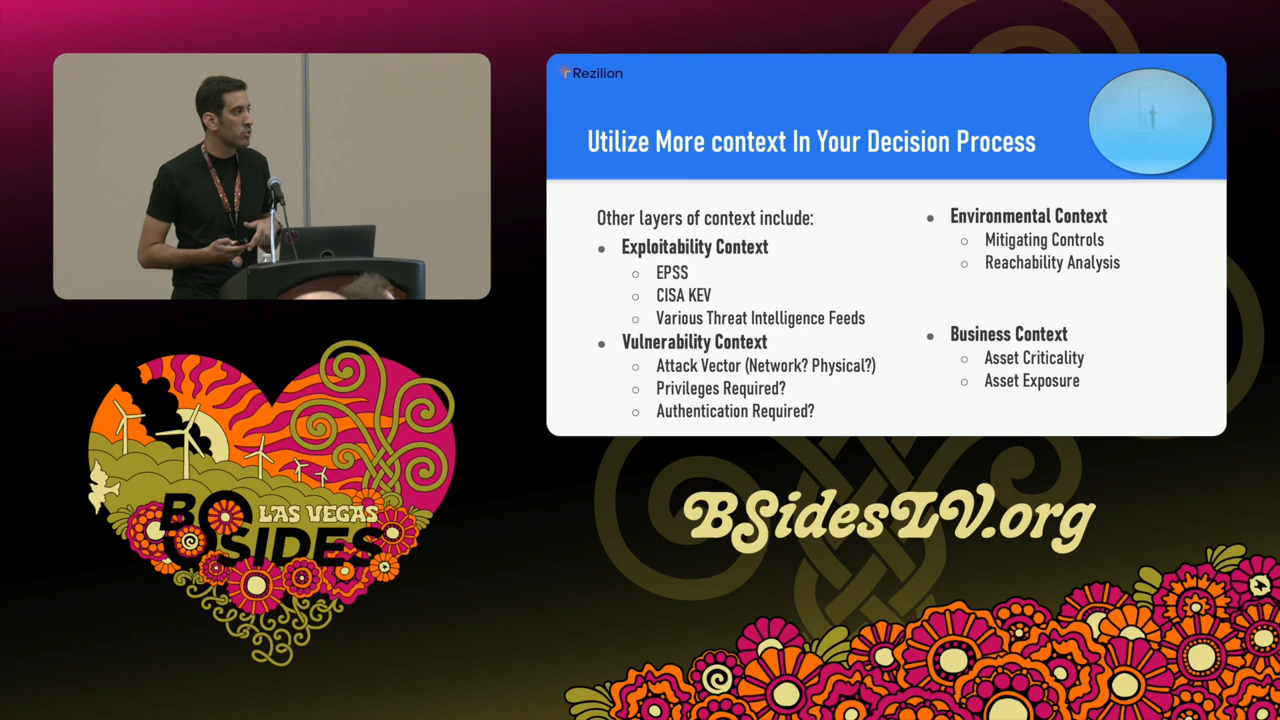 Rezilion
Utilize More context In Your Decision Process
Other layers of context include:
Exploitability Context
EPSS
CISA KEV
Various Threat Intelligence Feeds
Vulnerability Context
Attack Vector (Network? Physical?)
Privileges Required?
Authentication Required?
Environmental Context
Mitigating Controls
Reachability Analysis
Business Context
Asset Criticality
Asset Exposure
BSIDES
LAS VEGAS
23
BSidesLV.org